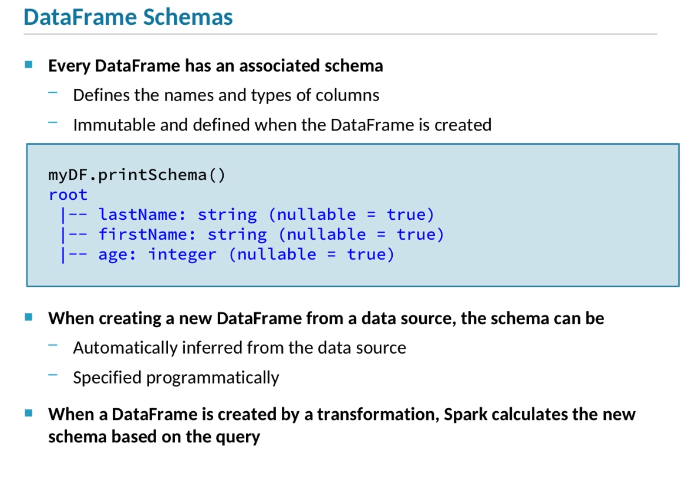 DataFrame Schemas
▪ Every DataFrame has an associated schema
– Defines the names and types of columns
– Immutable and defined when the DataFrame is created
myDF.printSchema()
root
 |-- lastName: string (nullable = true)
 |-- firstName: string (nullable = true)
 |-- age: integer (nullable = true)
▪ When creating a new DataFrame from a data source, the schema can be
– Automatically inferred from the data source
– Specified programmatically
▪ When a DataFrame is created by a transformation, Spark calculates the new
schema based on the query